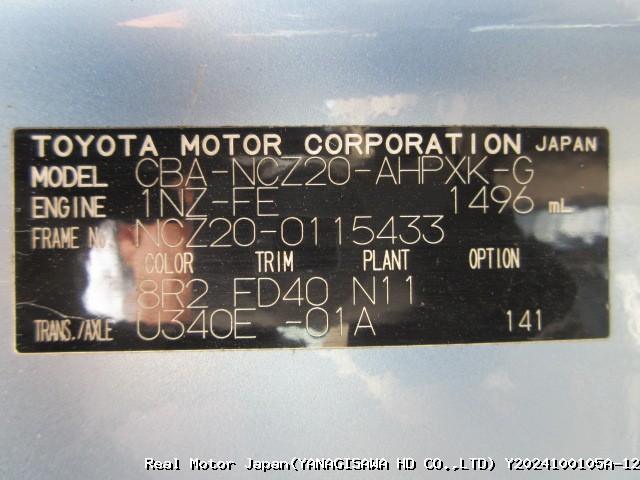 TOYOTA MOTOR CORPORATION JAPAN
MODEL CBA-NCZ20-AHPXK-G
ENGINE 1NZ-FE 1496 mL
FRAME No. NCZ20-0115433
COLOR TRIM PLANT OPTION
8R2 FD40 N11
TRANS./AXLE U340E -01A 141
Real Motor Japan(YANAGISAWA HD CO.,LTD) Y2024100105A-12